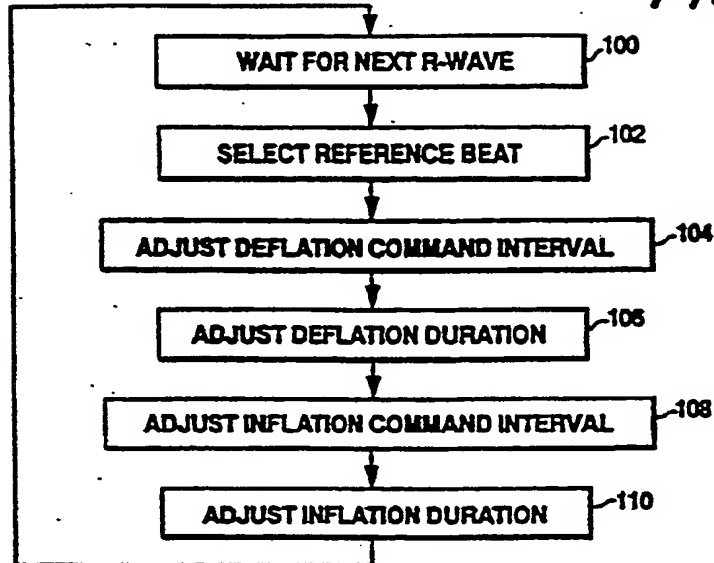 WAIT FOR NEXT R-WAVE 100
SELECT REFERENCE BEAT 102
ADJUST DEFLATION COMMAND INTERVAL 104
ADJUST DEFLATION DURATION 106
ADJUST INFLATION COMMAND INTERVAL 108
ADJUST INFLATION DURATION 110